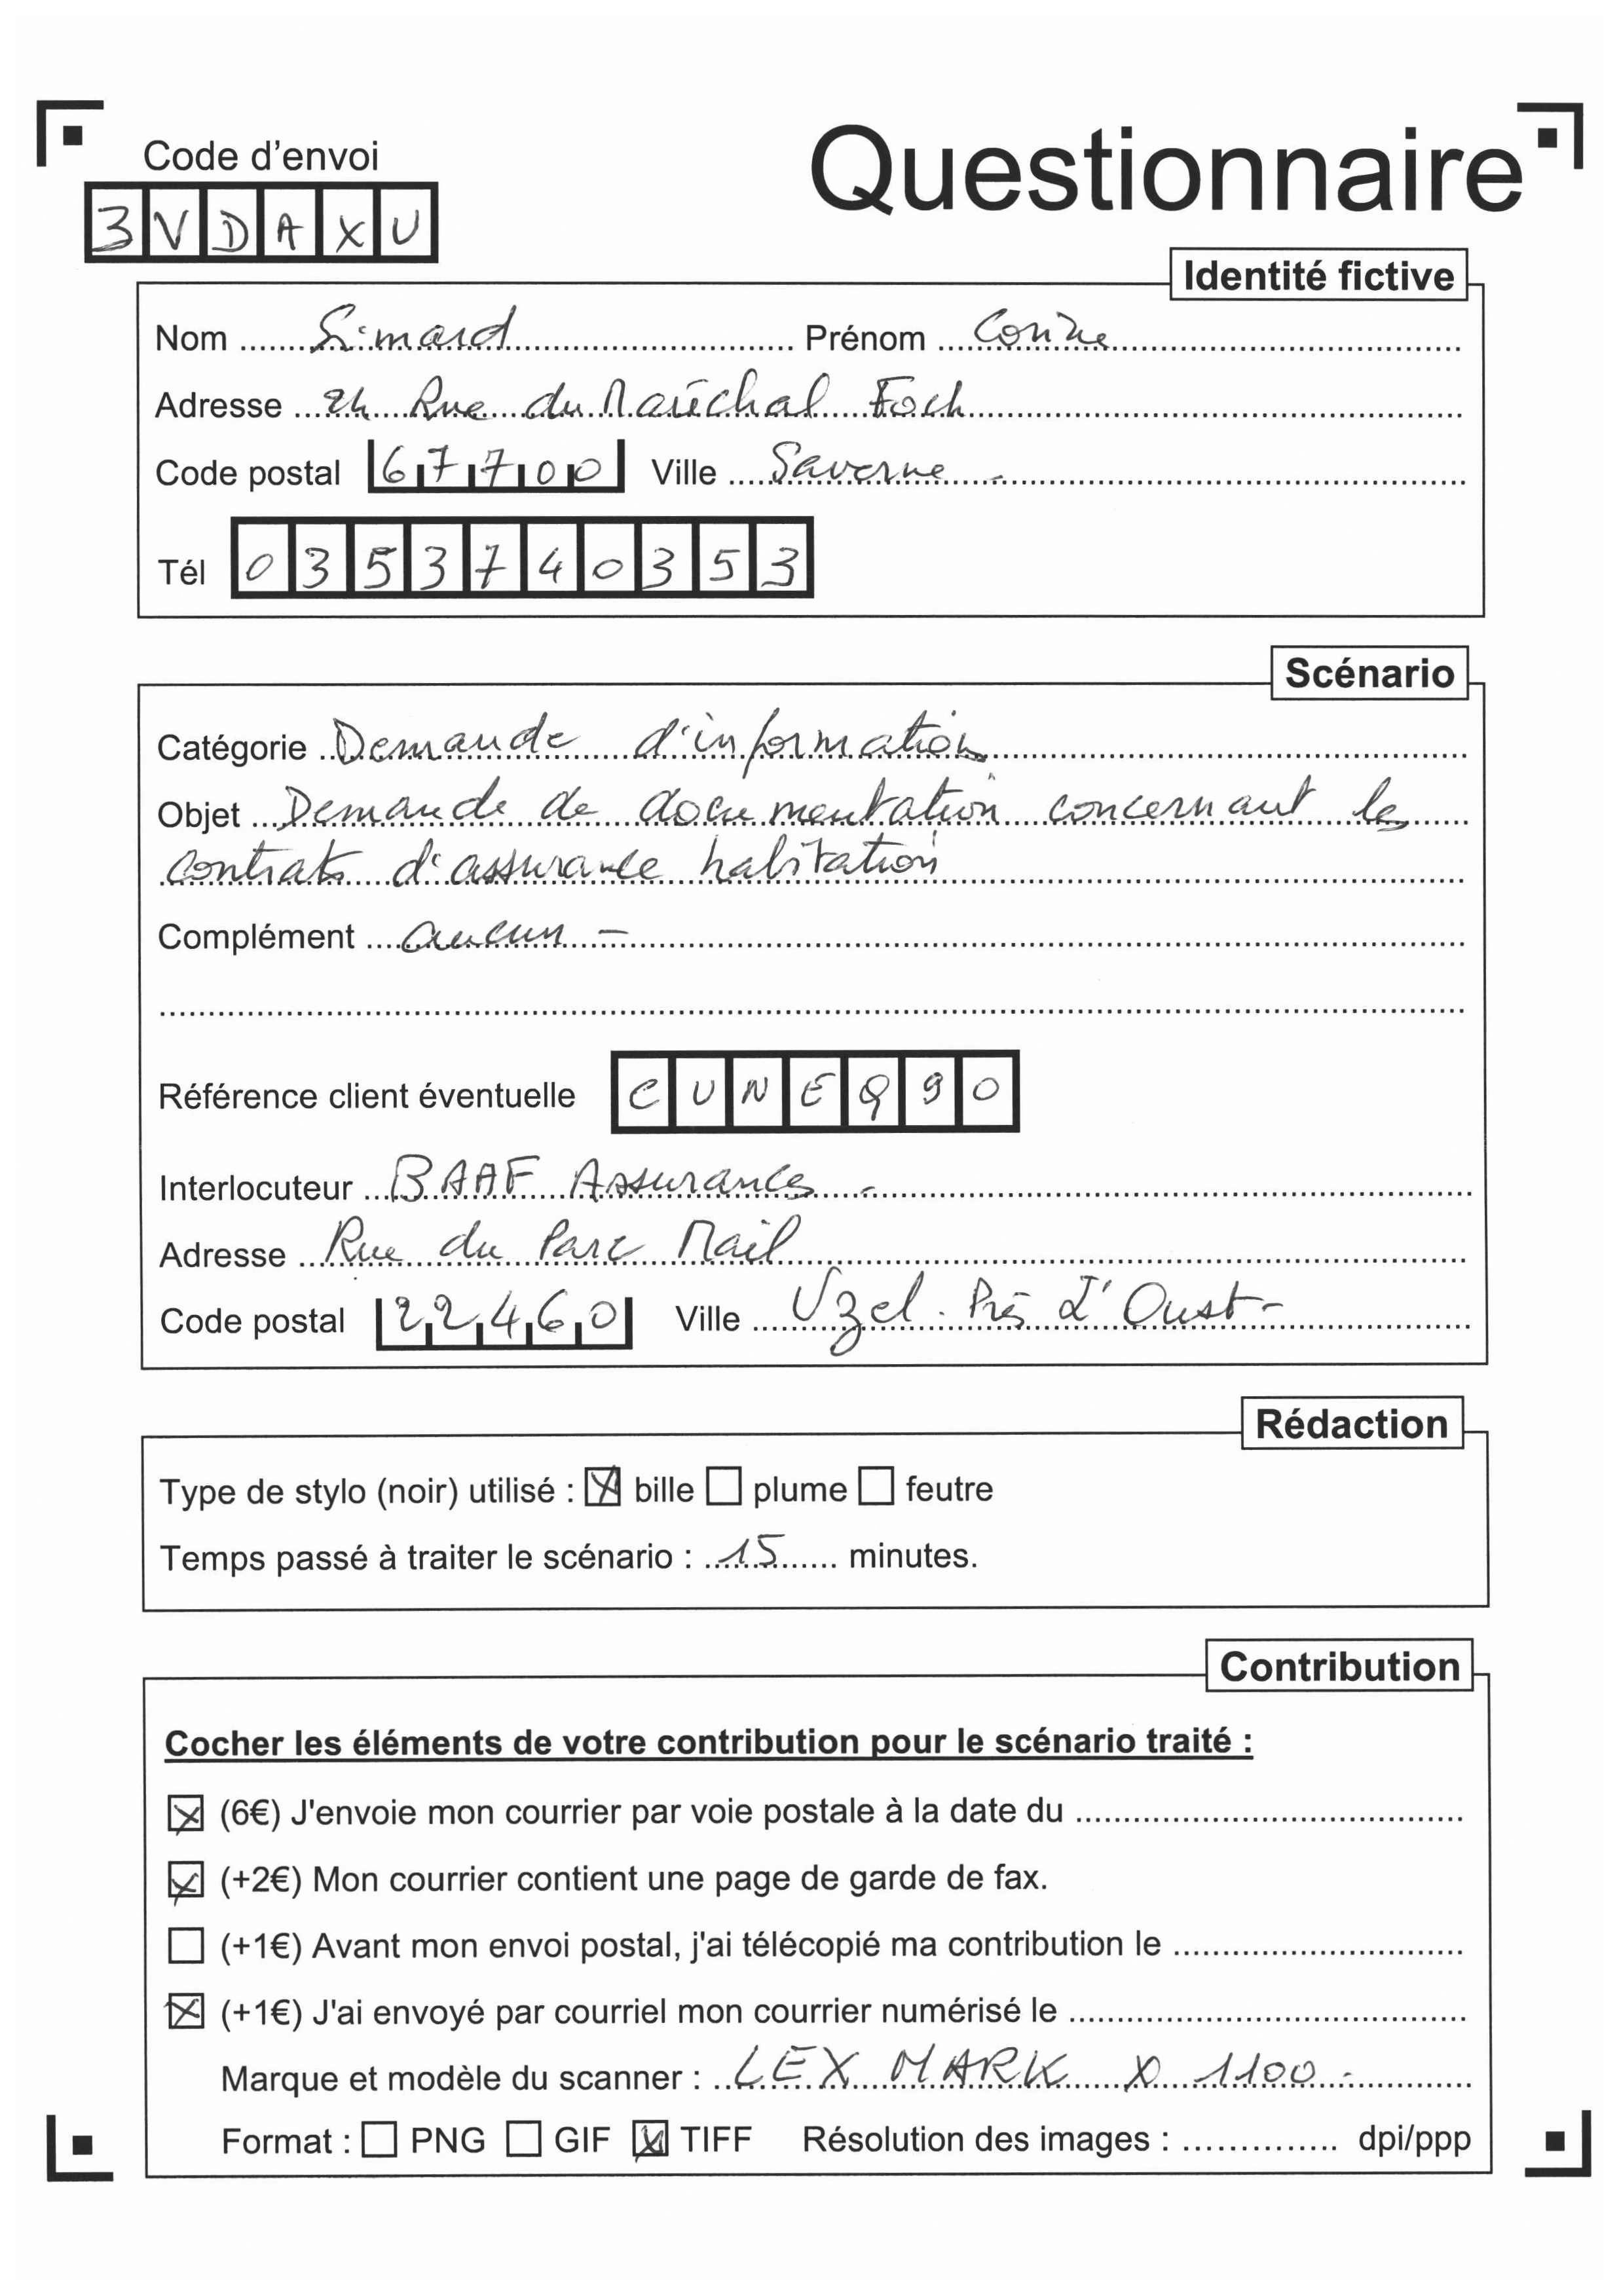 Questionnaire
Code d'envoi
3VDAXU
Identité fictive
Nom Simard Prénom
Adresse 24 Rue du Maréchal Foch
Code postal 67700 Ville Saverne
Tél 0353740353
Scénario
Catégorie Demande d'information
Objet Demande de documentation concernant les
contrats d'assurance habitation
Complément aucun -
Référence client éventuelle CUNEQ90
Interlocuteur BAAF Assurances -
Adresse Rue du Parc Mail
Code postal 22460 Ville Uzel. Près L'Oust -
Rédaction
Type de stylo (noir) utilisé : bille plume feutre
Temps passé à traiter le scénario : 15 minutes.
Contribution
Cocher les éléments de votre contribution pour le scénario traité :
(6€) J'envoie mon courrier par voie postale à la date du
(+2€) Mon courrier contient une page de garde de fax.
(+1€) Avant mon envoi postal, j'ai télécopié ma contribution le
(+1€) J'ai envoyé par courriel mon courrier numérisé le
Marque et modèle du scanner : LEX MARK X 1100 -
Format : PNG GIF TIFF Résolution des images : dpi/ppp